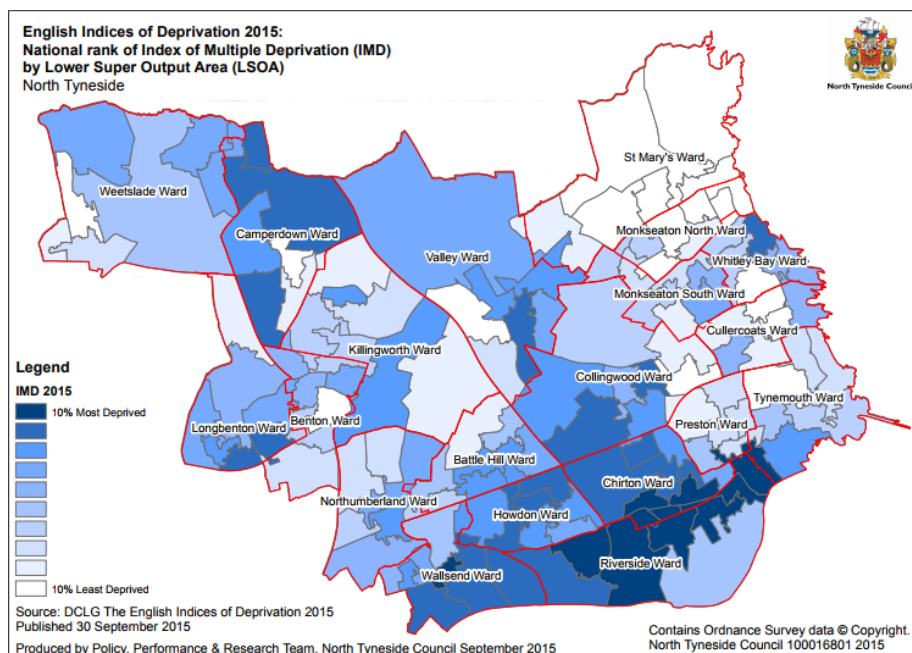 English Indices of Deprivation 2015:
National rank of Index of Multiple Deprivation (IMD)
by Lower Super Output Area (LSOA)
North Tyneside
North Tyneside Council
St Mary's Ward
Weetslade Ward
Camperdown Ward
Monkseaton North Ward
Valley Ward
Whitley Bay Ward
Monkseaton South Ward
Cullercoats Ward
Killingworth Ward
Legend
IMD 2015
10% Most Deprived
10% Least Deprived
Collingwood Ward
Tynemouth Ward
Longbenton Ward
Benton Ward
Preston Ward
Battle Hill Ward
Chirton Ward
Northumberland Ward
Howdon Ward
Riverside Ward
Wallsend Ward
Source: DCLG The English Indices of Deprivation 2015
Published 30 September 2015
Produced by Policy, Performance & Research Team, North Tyneside Council September 2015
Contains Ordnance Survey data © Copyright.
North Tyneside Council 100016801 2015